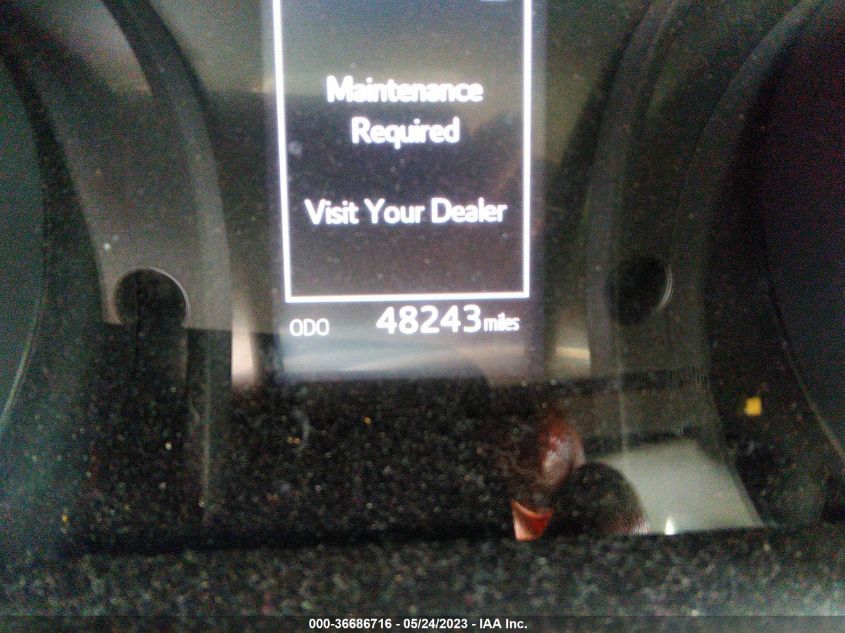 Maintenance
Required
Visit Your Dealer
ODO 48243 miles
000-36686716 - 05/24/2023 - IAA Inc.